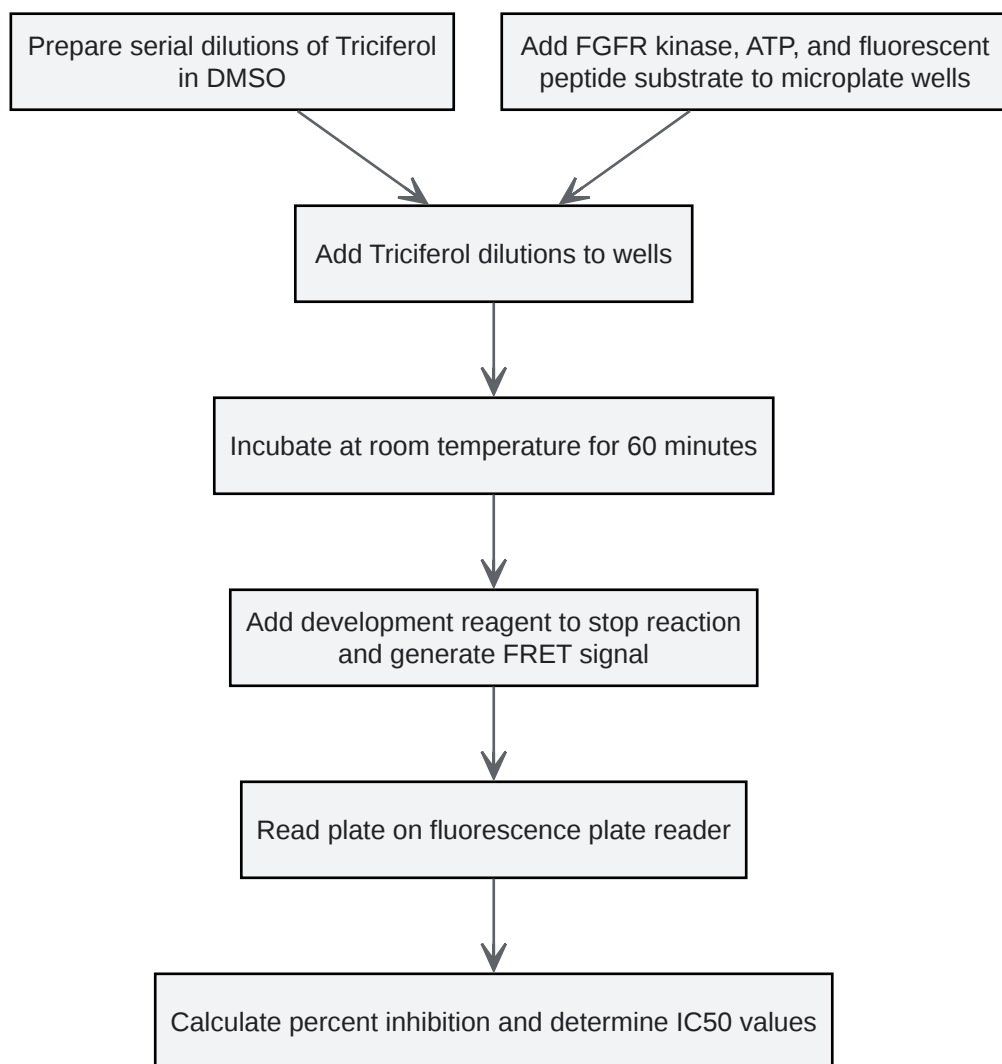 Prepare serial dilutions of Triciferol
in DMSO
Add FGFR kinase, ATP, and fluorescent
peptide substrate to microplate wells
Add Triciferol dilutions to wells
Incubate at room temperature for 60 minutes
Add development reagent to stop reaction
and generate FRET signal
Read plate on fluorescence plate reader
Calculate percent inhibition and determine IC50 values